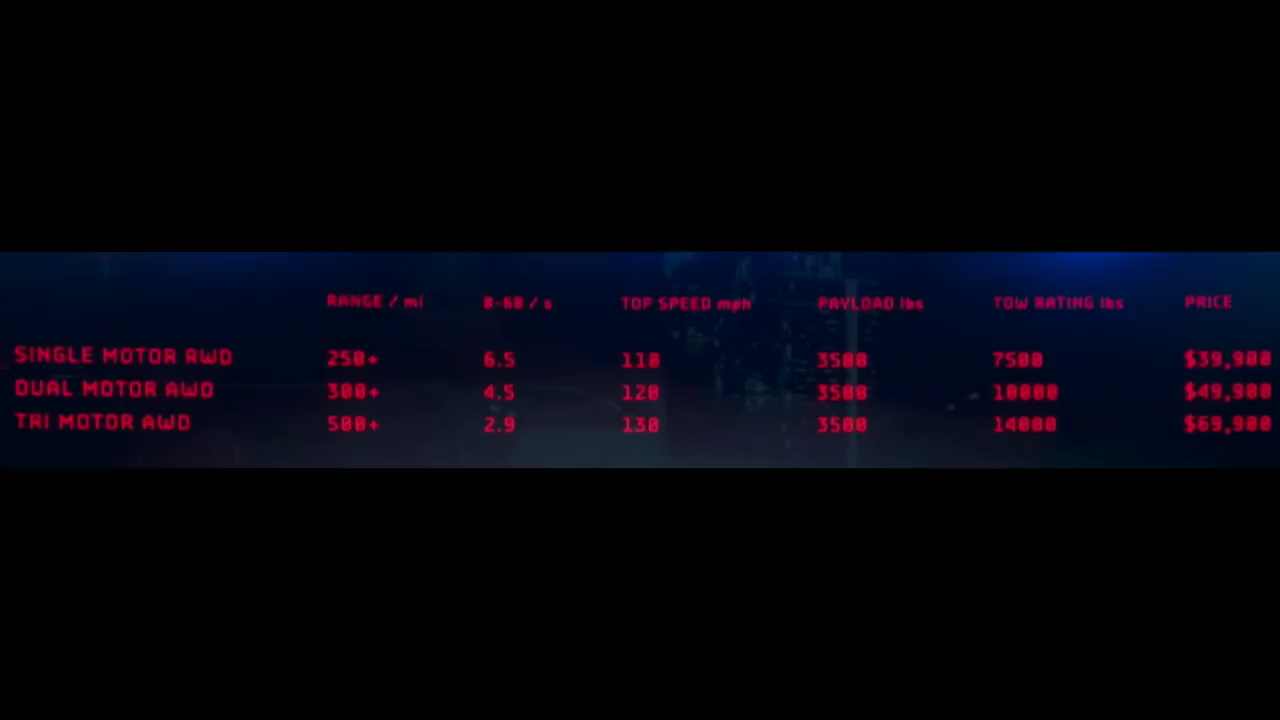 RANGE / mi 0-60 / s TOP SPEED mph PAYLOAD lbs TOW RATING lbs PRICE
SINGLE MOTOR AWD 250+ 6.5 110 3500 7500 $39,900
DUAL MOTOR AWD 300+ 4.5 120 3500 10000 $49,900
TRI MOTOR AWD 500+ 2.9 130 3500 14000 $69,900